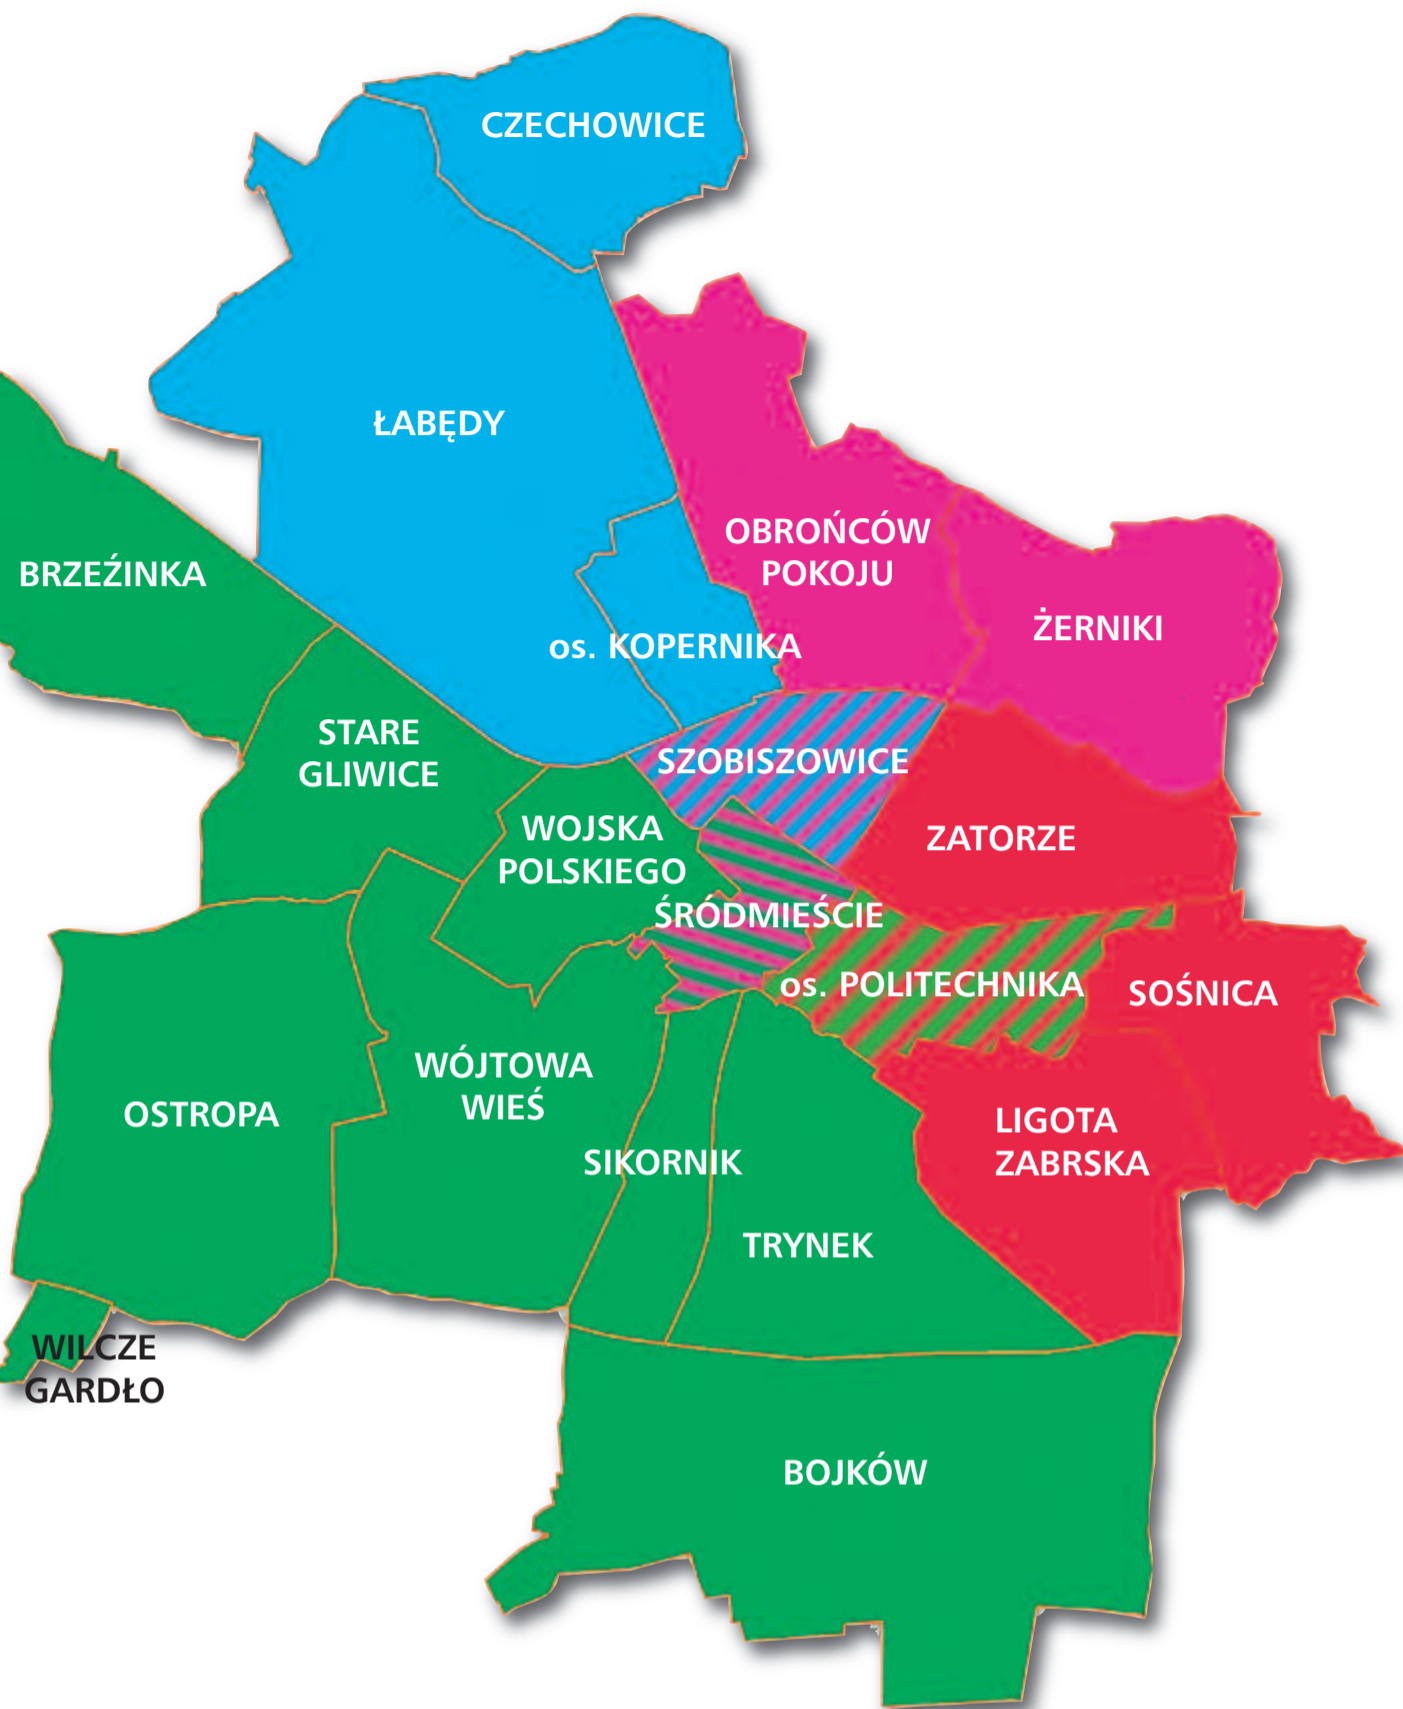 CZECHOWICE
ŁABĘDY
OBROŃCÓW
POKOJU
BRZEŹINKA
ŻERNIKI
os. KOPERNIKA
STARE
GLIWICE
SZOBISZOWICE
WOJSKA
POLSKIEGO
ZATORZE
ŚRÓDMIEŚCIE
os. POLITECHNIKA
SOŚNICA
WÓJTOWA
WIEŚ
OSTROPA
LIGOTA
ZABRSKA
SIKORNIK
TRYNEK
WILCZE
GARDŁO
BOJKÓW